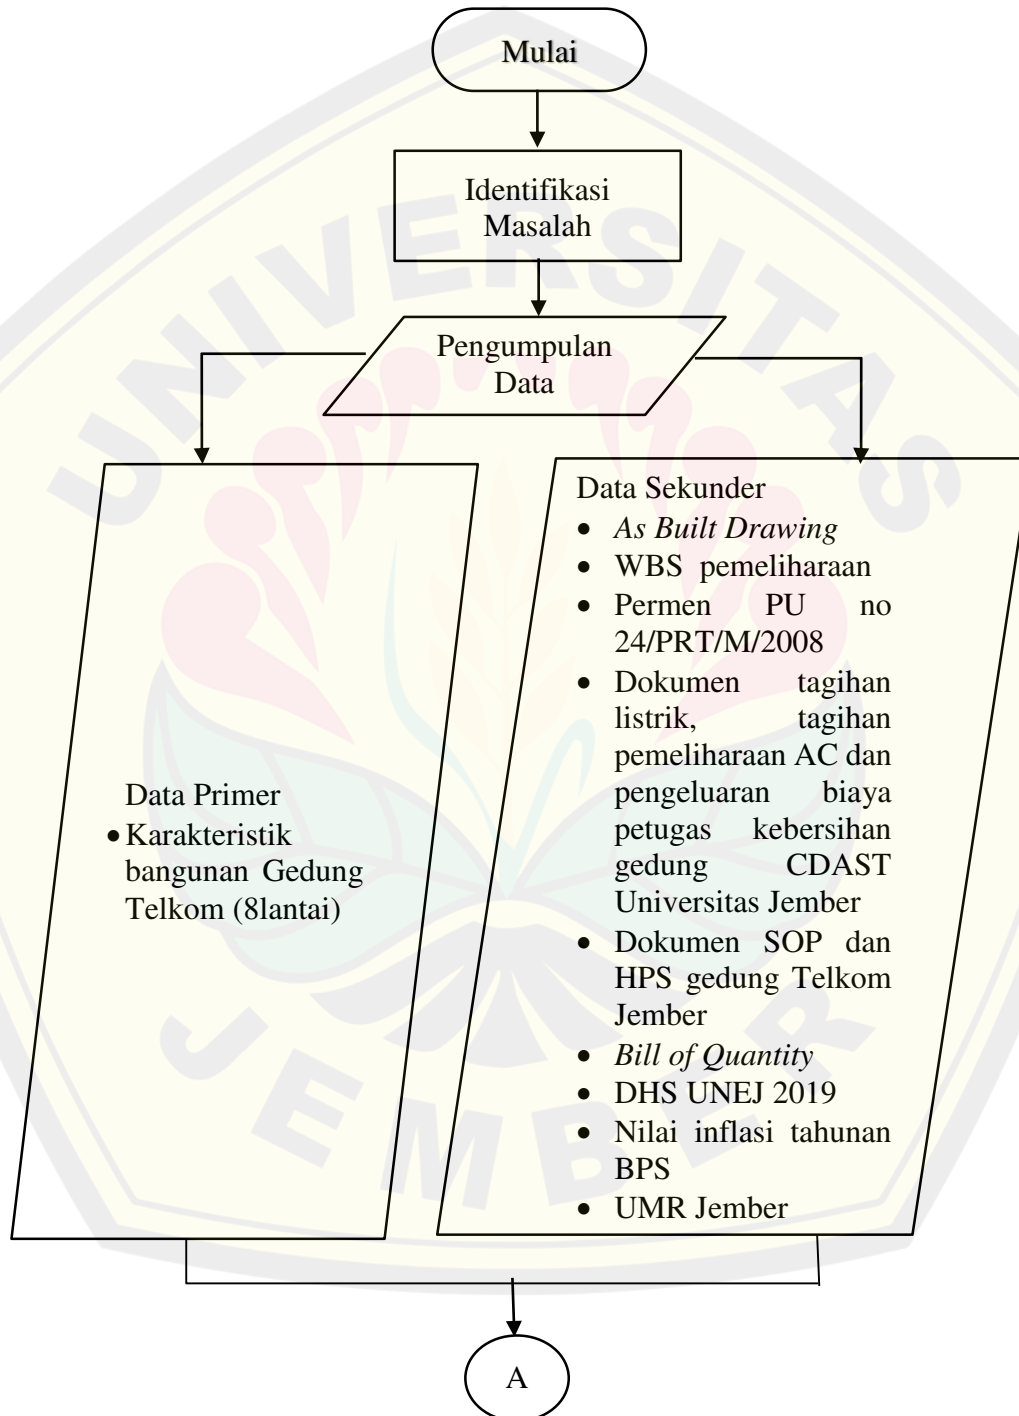 Mulai
Identifikasi
Masalah
Pengumpulan
Data
Data Primer
• Karakteristik
bangunan Gedung
Telkom (8lantai)
Data Sekunder
• As Built Drawing
• WBS pemeliharaan
• Permen PU no
24/PRT/M/2008
• Dokumen tagihan
listrik, tagihan
pemeliharaan AC dan
pengeluaran biaya
petugas kebersihan
gedung CDAST
Universitas Jember
• Dokumen SOP dan
HPS gedung Telkom
Jember
• Bill of Quantity
• DHS UNEJ 2019
• Nilai inflasi tahunan
BPS
• UMR Jember
A
UNIVERSITAS
JEMBER